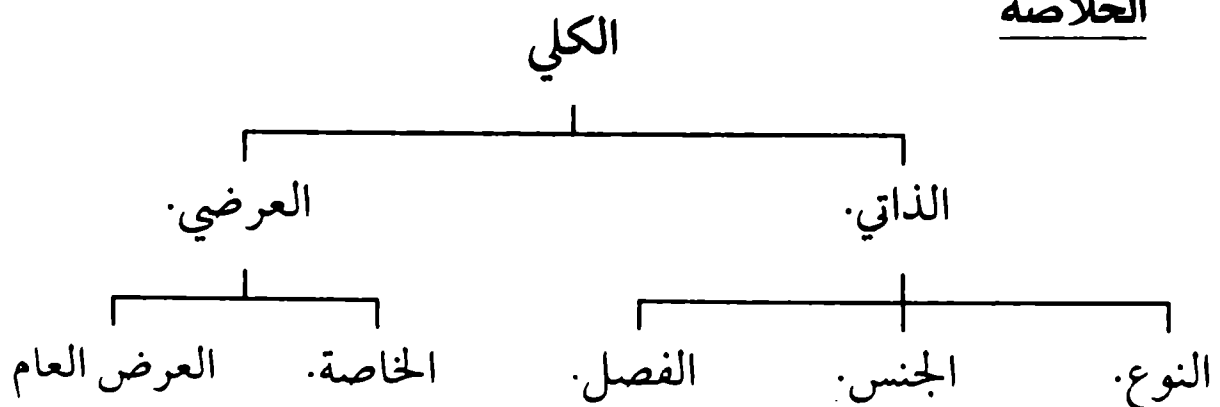 الخلاصة
الكلي
الذاتي. العرضي.
النوع. الجنس. الفصل. الخاصة. العرض العام